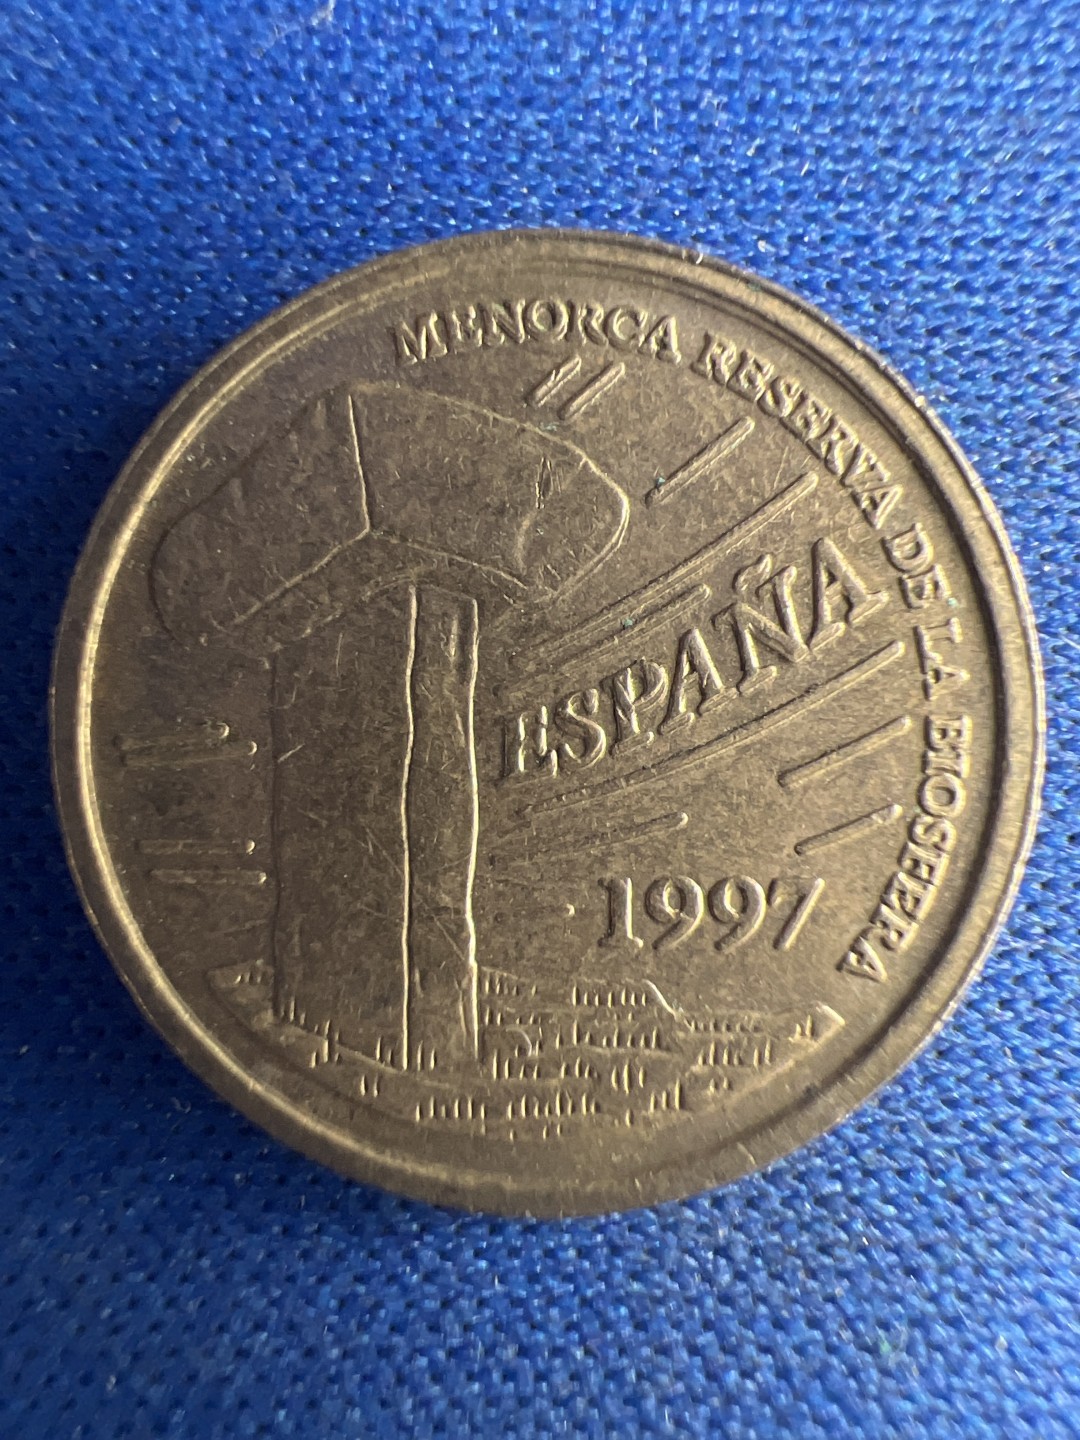 MENORCA RESERVA DE LA BIOSFERA
ESPAÑA
1997